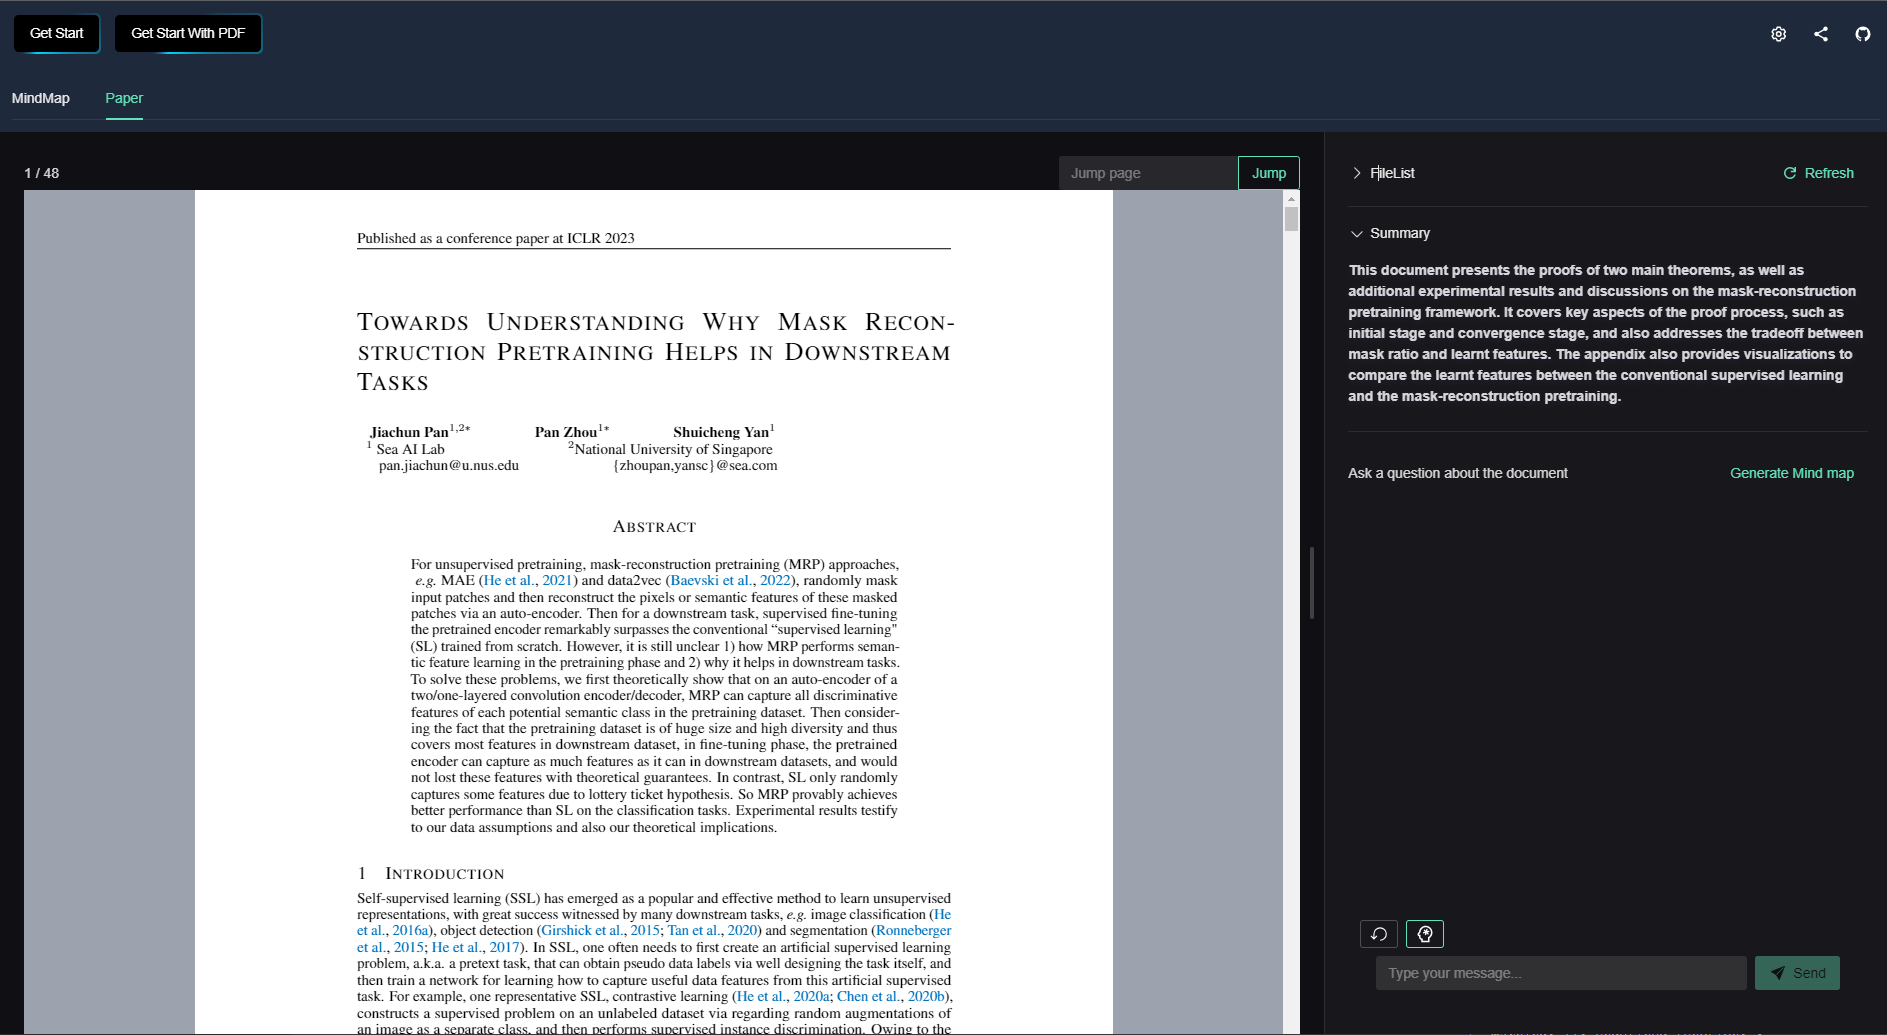 Get Start
Get Start With PDF
MindMap
Paper
1 / 48
Jump page
Jump
Published as a conference paper at ICLR 2023
TOWARDS UNDERSTANDING WHY MASK RECON-
STRUCTION PRETRAINING HELPS IN DOWNSTREAM
TASKS
Jiachun Pan1,2* Pan Zhou1* Shuicheng Yan1
1 Sea AI Lab 2National University of Singapore
pan.jiachun@u.nus.edu {zhoupan,yansc}@sea.com
ABSTRACT
For unsupervised pretraining, mask-reconstruction pretraining (MRP) approaches,
e.g. MAE (He et al., 2021) and data2vec (Baevski et al., 2022), randomly mask
input patches and then reconstruct the pixels or semantic features of these masked
patches via an auto-encoder. Then for a downstream task, supervised fine-tuning
the pretrained encoder remarkably surpasses the conventional “supervised learning"
(SL) trained from scratch. However, it is still unclear 1) how MRP performs seman-
tic feature learning in the pretraining phase and 2) why it helps in downstream tasks.
To solve these problems, we first theoretically show that on an auto-encoder of a
two/one-layered convolution encoder/decoder, MRP can capture all discriminative
features of each potential semantic class in the pretraining dataset. Then consider-
ing the fact that the pretraining dataset is of huge size and high diversity and thus
covers most features in downstream dataset, in fine-tuning phase, the pretrained
encoder can capture as much features as it can in downstream datasets, and would
not lost these features with theoretical guarantees. In contrast, SL only randomly
captures some features due to lottery ticket hypothesis. So MRP provably achieves
better performance than SL on the classification tasks. Experimental results testify
to our data assumptions and also our theoretical implications.
1 INTRODUCTION
Self-supervised learning (SSL) has emerged as a popular and effective method to learn unsupervised
representations, with great success witnessed by many downstream tasks, e.g. image classification (He
et al., 2016a), object detection (Girshick et al., 2015; Tan et al., 2020) and segmentation (Ronneberger
et al., 2015; He et al., 2017). In SSL, one often needs to first create an artificial supervised learning
problem, a.k.a. a pretext task, that can obtain pseudo data labels via well designing the task itself, and
then train a network for learning how to capture useful data features from this artificial supervised
task. For example, one representative SSL, contrastive learning (He et al., 2020a; Chen et al., 2020b),
constructs a supervised problem on an unlabeled dataset via regarding random augmentations of
an image as a separate class, and then performs supervised instance discrimination. Owing to the
FileList
Refresh
Summary
This document presents the proofs of two main theorems, as well as
additional experimental results and discussions on the mask-reconstruction
pretraining framework. It covers key aspects of the proof process, such as
initial stage and convergence stage, and also addresses the tradeoff between
mask ratio and learnt features. The appendix also provides visualizations to
compare the learnt features between the conventional supervised learning
and the mask-reconstruction pretraining.
Ask a question about the document
Generate Mind map
Type your message...
Send